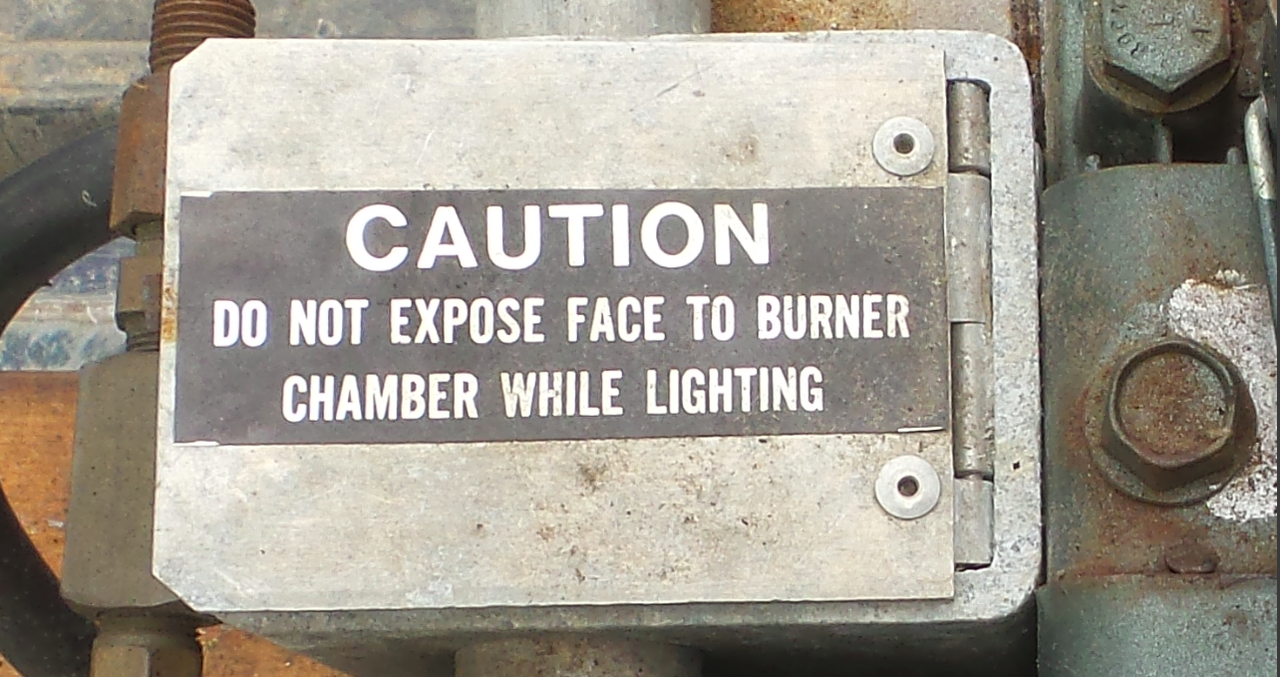 CAUTION
DO NOT EXPOSE FACE TO BURNER
CHAMBER WHILE LIGHTING